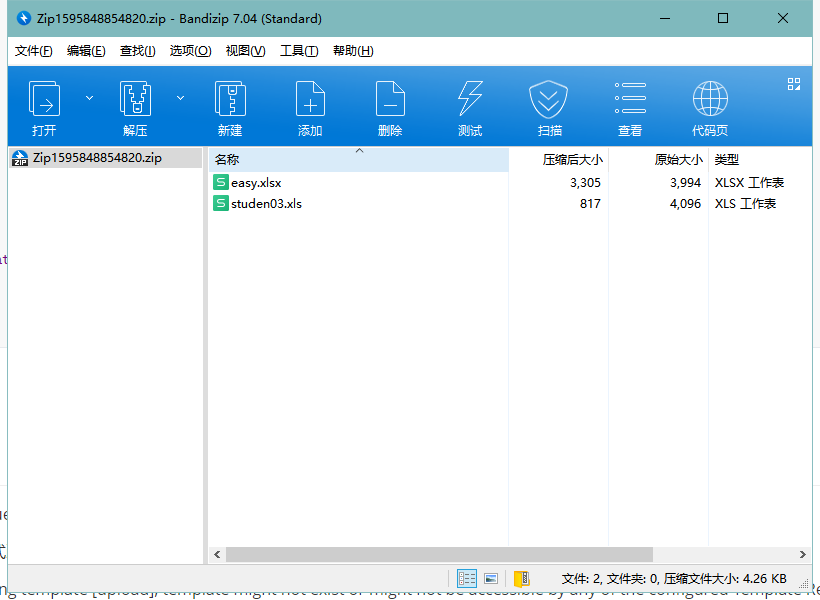 Zip1595848854820.zip - Bandizip 7.04 (Standard)
文件(F) 编辑(E) 查找(I) 选项(O) 视图(V) 工具(T) 帮助(H)
打开 解压 新建 添加 删除 测试 扫描 查看 代码页
Zip1595848854820.zip
名称 压缩后大小 原始大小 类型
easy.xlsx 3,305 3,994 XLSX 工作表
studen03.xls 817 4,096 XLS 工作表
文件: 2, 文件夹: 0, 压缩文件大小: 4.26 KB
ng template [upload], template might not exist or might not be accessible by any of the configured Template Re